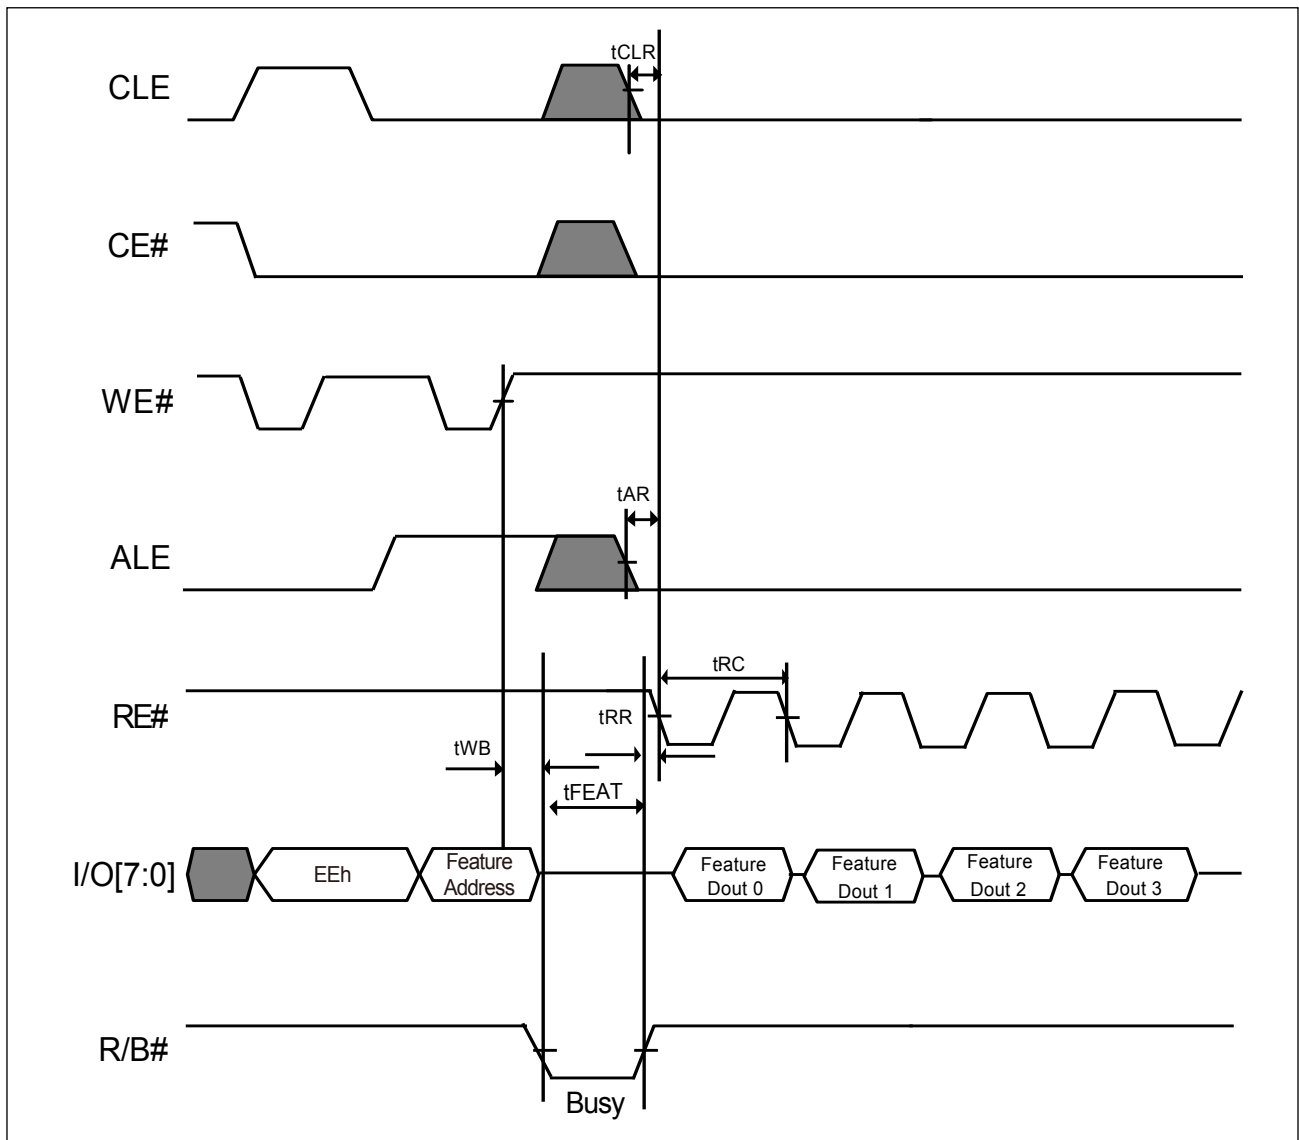 tCLR
CLE
CE#
WE#
tAR
ALE
tRC
RE#
tRR
tWB
tFEAT
I/O[7:0]
EEh
Feature
Address
Feature
Dout 0
Feature
Dout 1
Feature
Dout 2
Feature
Dout 3
R/B#
Busy